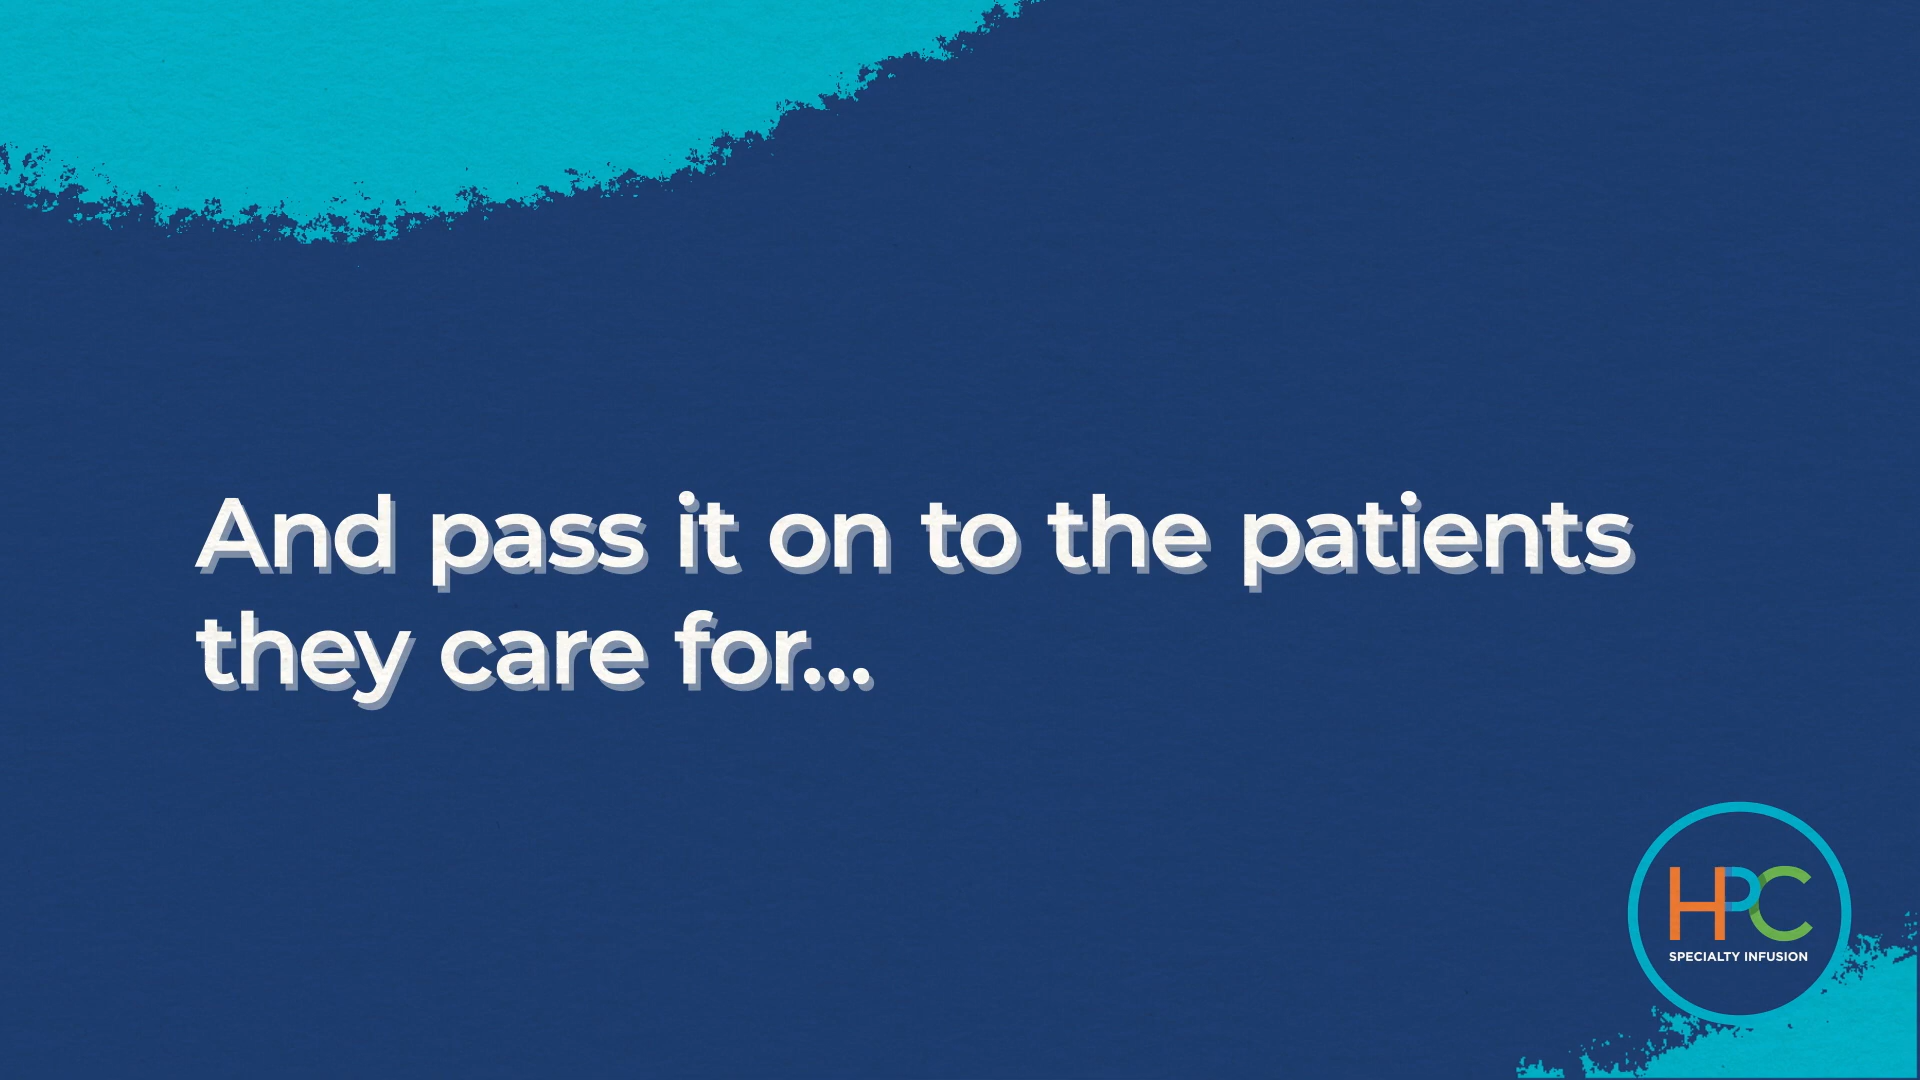 And pass it on to the patients
they care for...
HPC
SPECIALTY INFUSION